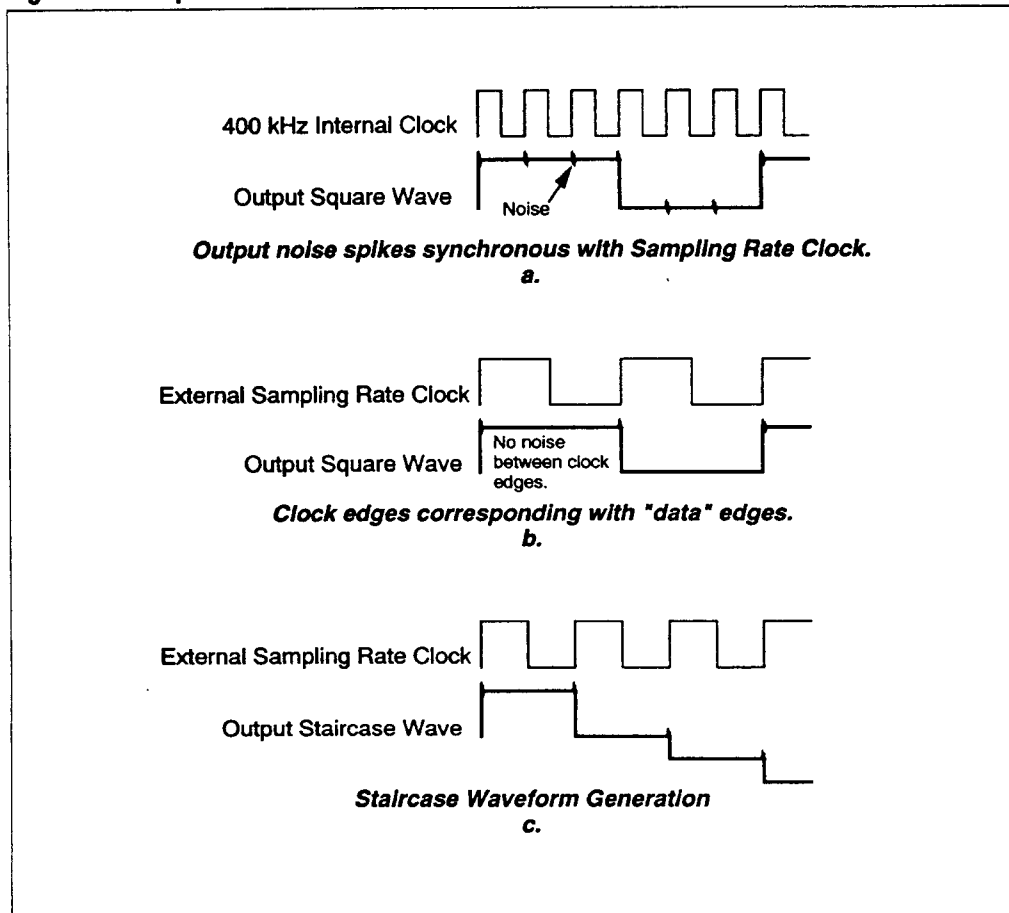 400 kHz Internal Clock
Output Square Wave
Noise
Output noise spikes synchronous with Sampling Rate Clock.
a.
External Sampling Rate Clock
Output Square Wave
No noise
between clock
edges.
Clock edges corresponding with "data" edges.
b.
External Sampling Rate Clock
Output Staircase Wave
Staircase Waveform Generation
c.